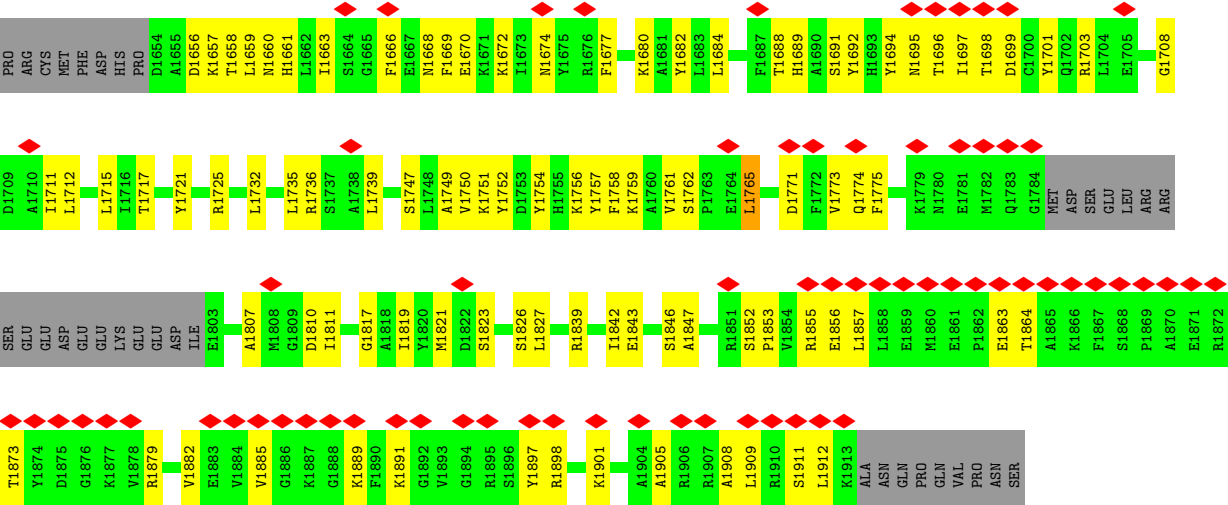 PRO ARG CYS MET PHE ASP HIS PRO D1654 A1655 D1656 K1657 T1658 L1659 N1660 H1661 L1662 I1663 S1664 G1665 F1666 E1667 N1668 F1669 E1670 K1671 K1672 I1673 N1674 Y1675 R1676 F1677 K1680 A1681 Y1682 L1683 L1684 F1687 T1688 H1689 A1690 S1691 Y1692 H1693 Y1694 N1695 T1696 I1697 T1698 D1699 C1700 Y1701 Q1702 R1703 L1704 E1705 G1708
D1709 A1710 I1711 L1712 L1715 I1716 T1717 Y1721 R1725 L1732 L1735 R1736 S1737 A1738 L1739 S1747 L1748 A1749 V1750 K1751 Y1752 D1753 Y1754 H1755 K1756 Y1757 F1758 K1759 A1760 V1761 S1762 P1763 E1764 L1765 D1771 F1772 V1773 Q1774 F1775 K1779 N1780 E1781 M1782 Q1783 G1784 MET ASP SER GLU LEU ARG ARG
SER GLU GLU ASP GLU GLU LYS GLU GLU ASP ILE E1803 A1807 M1808 G1809 D1810 I1811 G1817 A1818 I1819 Y1820 M1821 D1822 S1823 S1826 L1827 R1839 I1842 E1843 S1846 A1847 R1851 S1852 P1853 V1854 R1855 E1856 L1857 L1858 E1859 M1860 E1861 P1862 E1863 T1864 A1865 K1866 F1867 S1868 P1869 A1870 E1871 R1872
T1873 Y1874 D1875 G1876 K1877 V1878 R1879 V1882 E1883 V1884 V1885 G1886 K1887 G1888 K1889 F1890 K1891 G1892 V1893 G1894 R1895 S1896 Y1897 R1898 K1901 A1904 A1905 R1906 R1907 A1908 L1909 R1910 S1911 L1912 K1913 ALA ASN GLN PRO GLN VAL PRO ASN SER